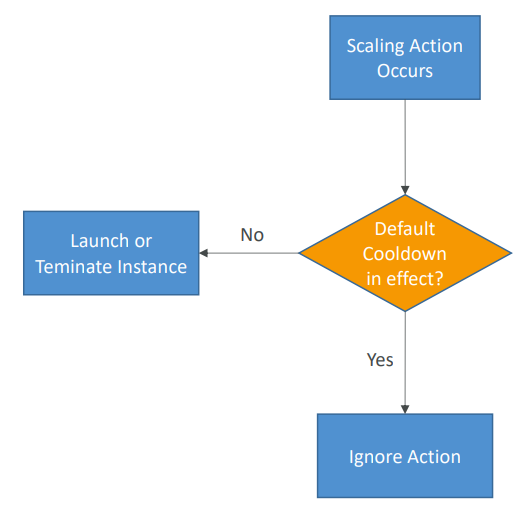 Scaling Action
Occurs
Default
Cooldown
in effect?
No
Launch or
Teminate Instance
Yes
Ignore Action